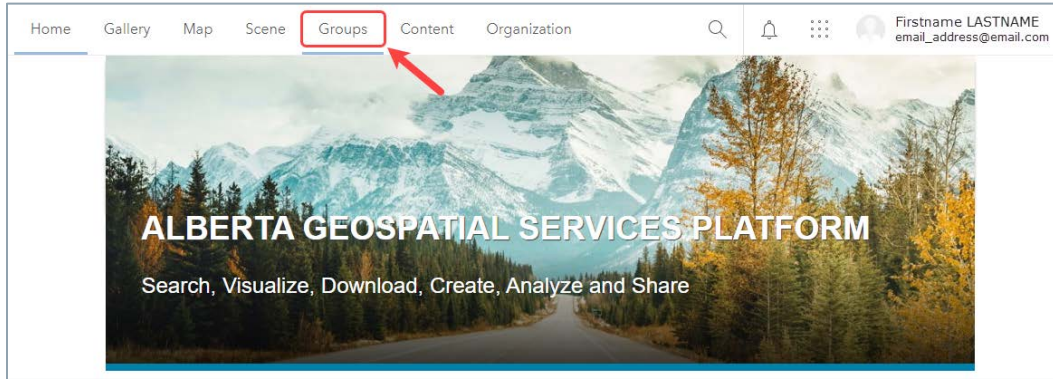 Home Gallery Map Scene Groups Content Organization Firstname LASTNAME
email_address@email.com
ALBERTA GEOSPATIAL SERVICES PLATFORM
Search, Visualize, Download, Create, Analyze and Share